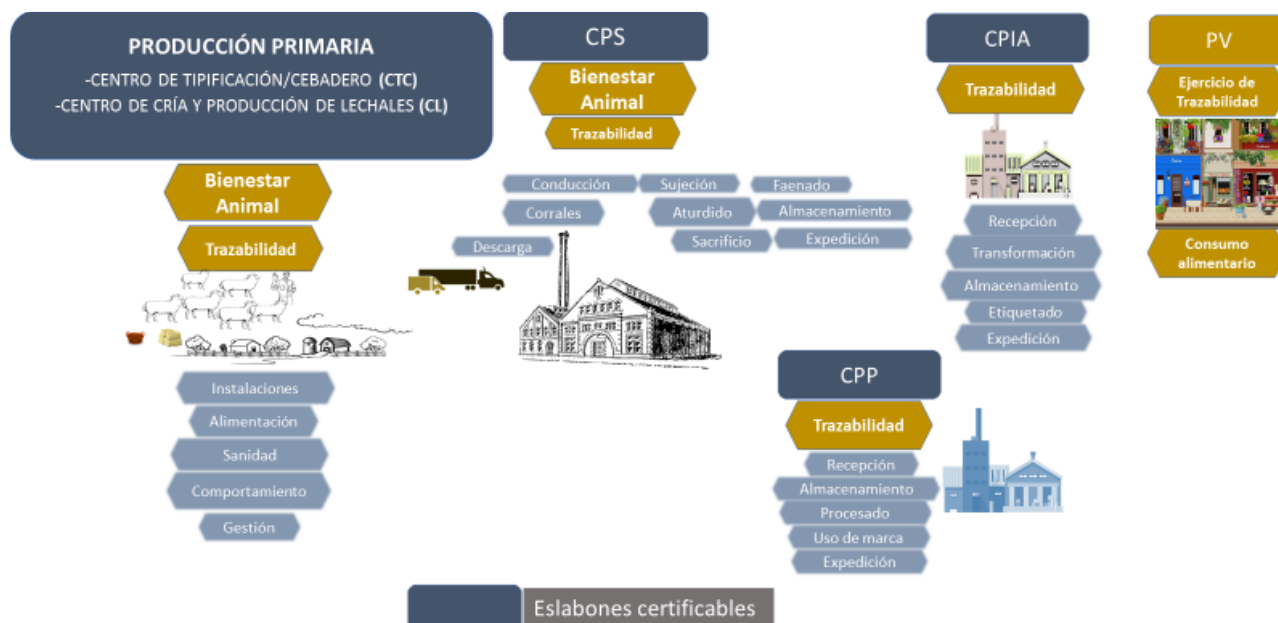 PRODUCCIÓN PRIMARIA
-CENTRO DE TIPIFICACIÓN/CEBADERO (CTC)
-CENTRO DE CRÍA Y PRODUCCIÓN DE LECHALES (CL)
Bienestar
Animal
Trazabilidad
Instalaciones
Alimentación
Sanidad
Comportamiento
Gestión
CPS
Bienestar
Animal
Trazabilidad
Conducción
Sujeción
Faenado
Corrales
Aturdido
Almacenamiento
Descarga
Sacrificio
Expedición
CPP
Trazabilidad
Recepción
Almacenamiento
Procesado
Uso de marca
Expedición
CPIA
Trazabilidad
Recepción
Transformación
Almacenamiento
Etiquetado
Expedición
PV
Ejercicio de
Trazabilidad
Consumo
alimentario
Eslabones certificables